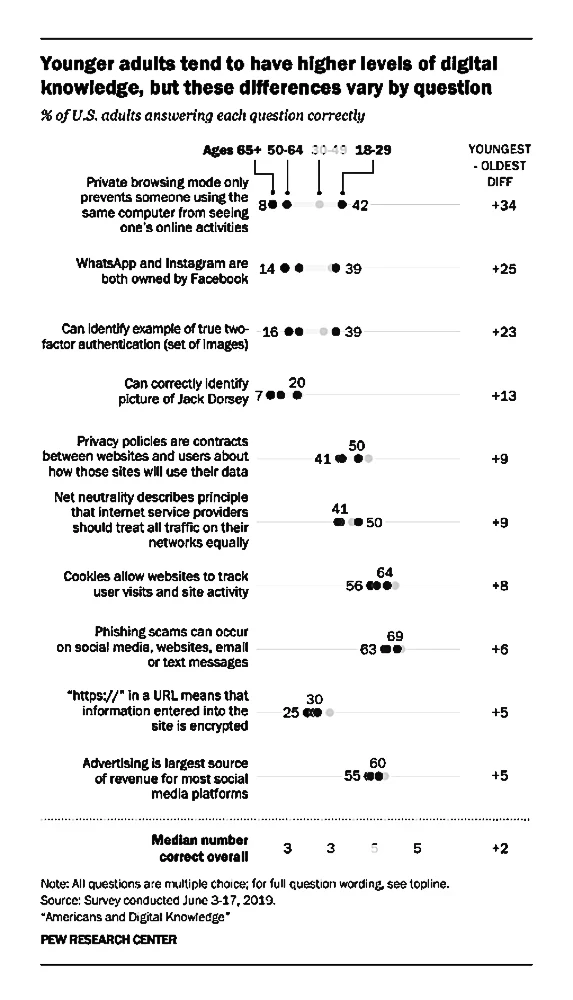 Younger adults tend to have higher levels of digital
knowledge, but these differences vary by question
% of U.S. adults answering each question correctly
Ages 65+ 50-64 30-49 18-29
YOUNGEST
- OLDEST
DIFF
Private browsing mode only
prevents someone using the
same computer from seeing
one's online activities
8 42 +34
WhatsApp and Instagram are
both owned by Facebook
14 39 +25
Can identify example of true two-
factor authentication (set of images)
16 39 +23
Can correctly identify
picture of Jack Dorsey
7 20 +13
Privacy policies are contracts
between websites and users about
how those sites will use their data
41 50 +9
Net neutrality describes principle
that internet service providers
should treat all traffic on their
networks equally
41 50 +9
Cookies allow websites to track
user visits and site activity
56 64 +8
Phishing scams can occur
on social media, websites, email
or text messages
63 69 +6
"https://" in a URL means that
information entered into the
site is encrypted
25 30 +5
Advertising is largest source
of revenue for most social
media platforms
55 60 +5
Median number
correct overall
3 3 5 5 +2
Note: All questions are multiple choice; for full question wording, see topline.
Source: Survey conducted June 3-17, 2019.
"Americans and Digital Knowledge"
PEW RESEARCH CENTER